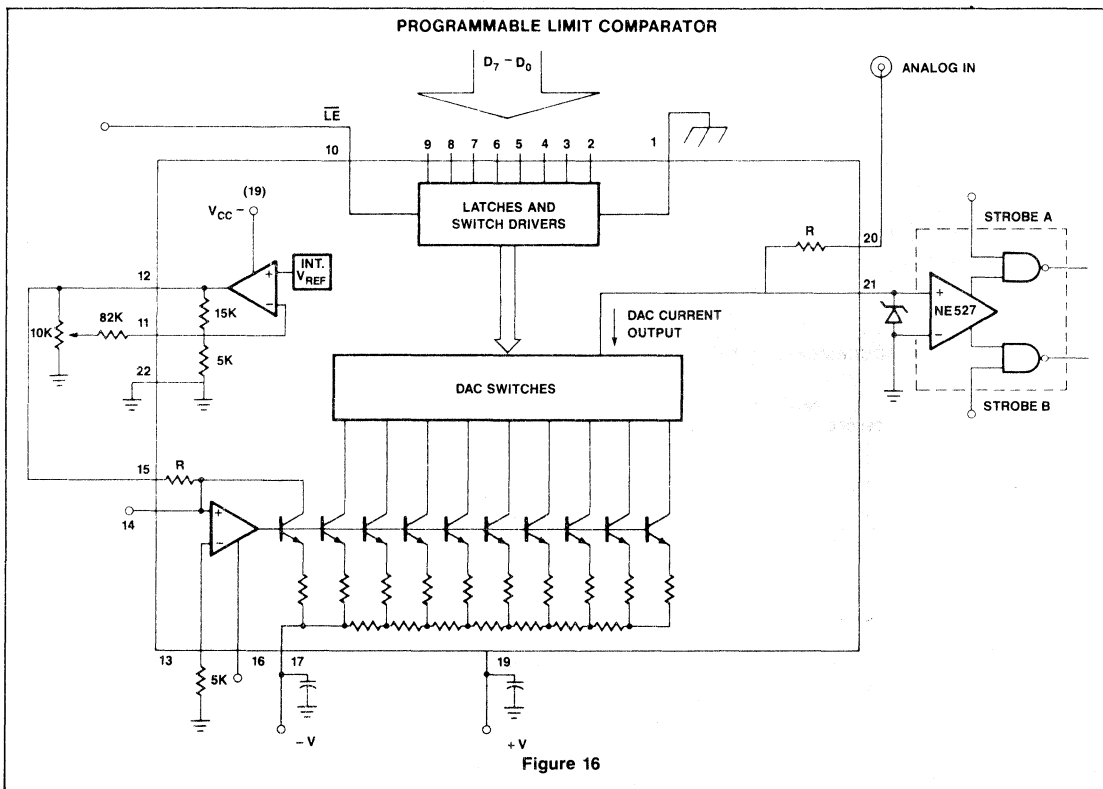 PROGRAMMABLE LIMIT COMPARATOR
D7 – D0
ANALOG IN
LE
10
9 8 7 6 5 4 3 2
1
LATCHES AND
SWITCH DRIVERS
(19)
VCC –
INT.
VREF
+
–
12
15K
11
82K
10K
5K
22
R
20
21
STROBE A
+
NE527
–
STROBE B
DAC CURRENT
OUTPUT
DAC SWITCHES
15
R
14
+
–
13
5K
16
17
19
– V
+ V
Figure 16